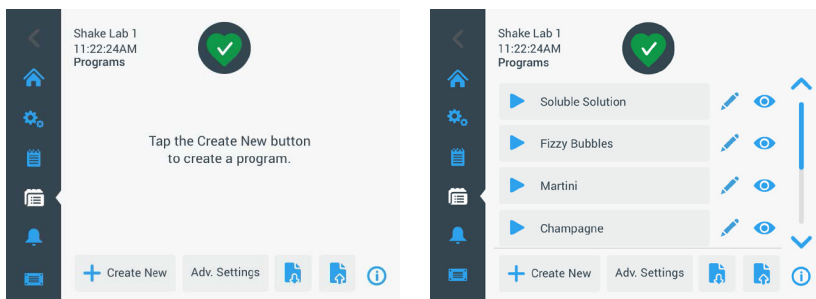 Shake Lab 1
11:22:24AM
Programs
Tap the Create New button
to create a program.
Create New
Adv. Settings
Shake Lab 1
11:22:24AM
Programs
Soluble Solution
Fizzy Bubbles
Martini
Champagne
Create New
Adv. Settings